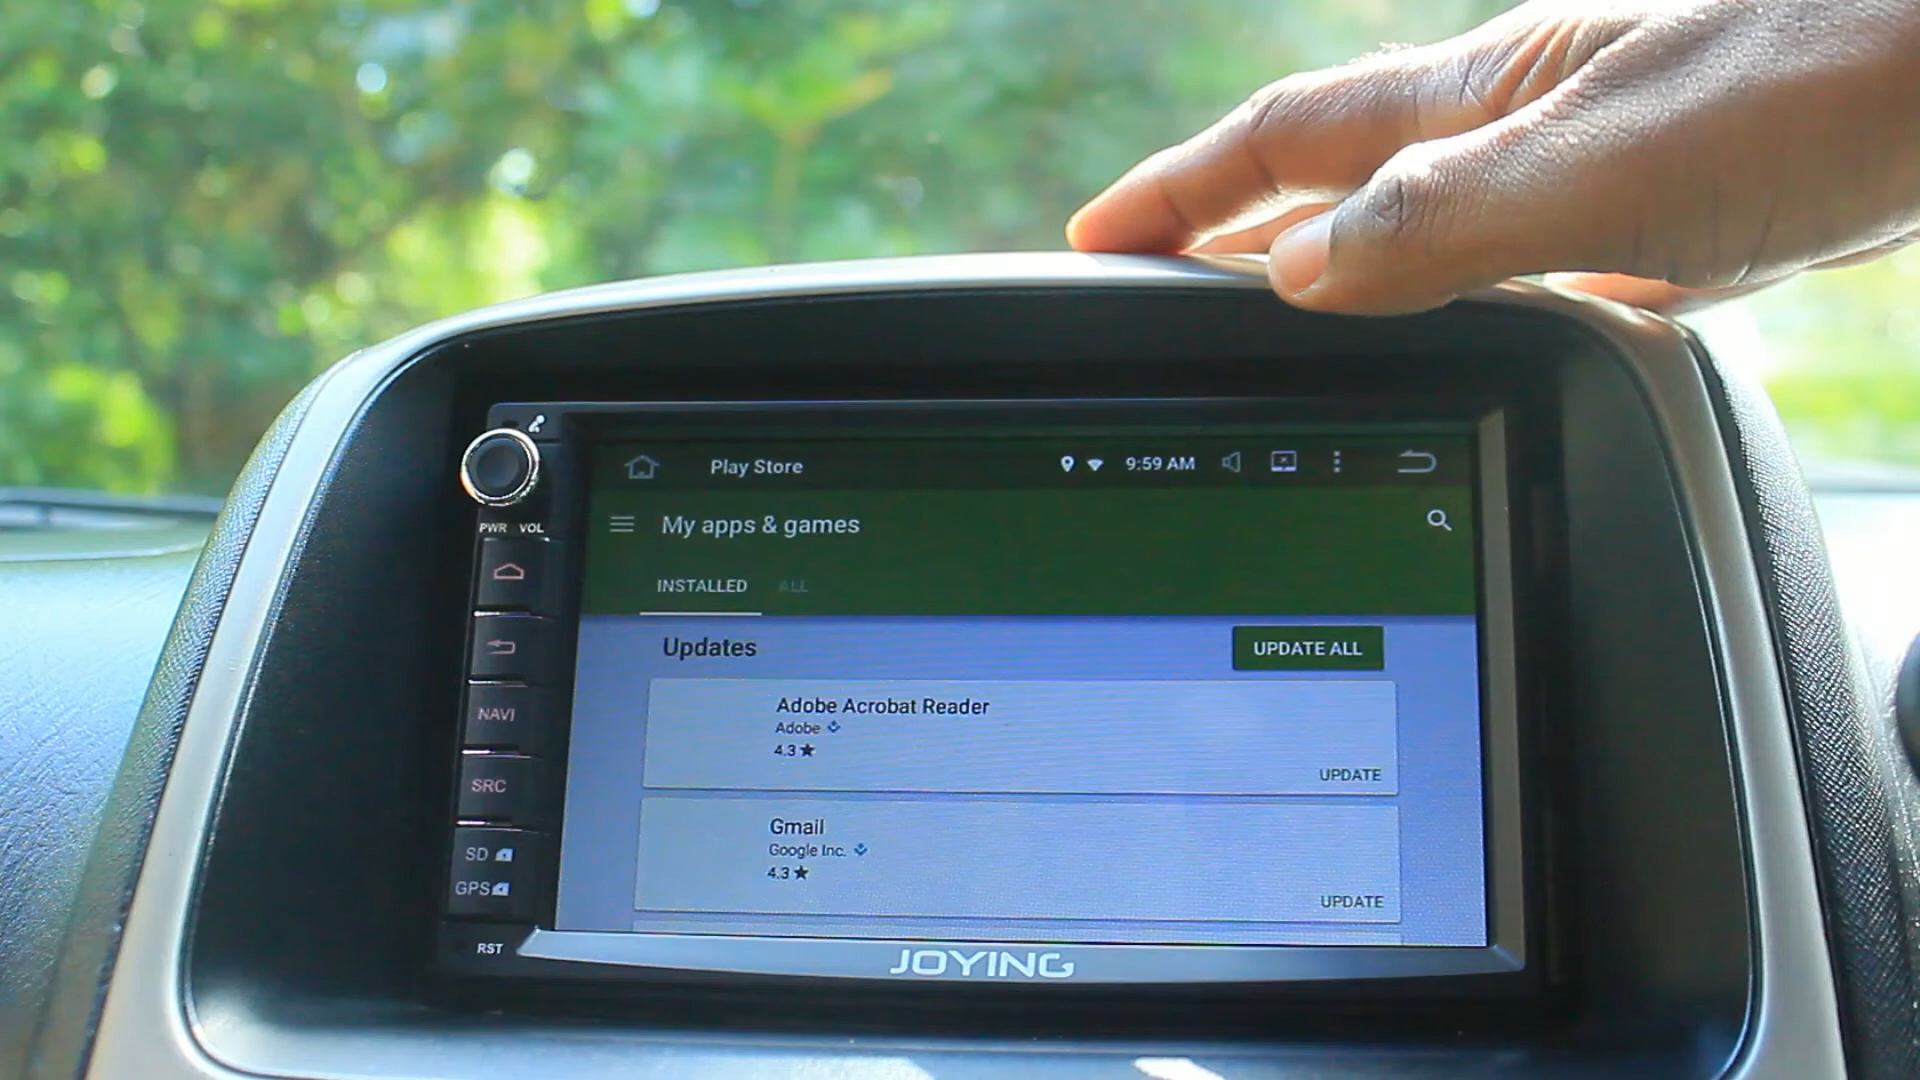 Play Store
9:59 AM
My apps & games
INSTALLED ALL
Updates
UPDATE ALL
Adobe Acrobat Reader
Adobe
4.3★
UPDATE
Gmail
Google Inc.
4.3★
UPDATE
PWR VOL
NAVI
SRC
SD
GPS
RST
JOYING